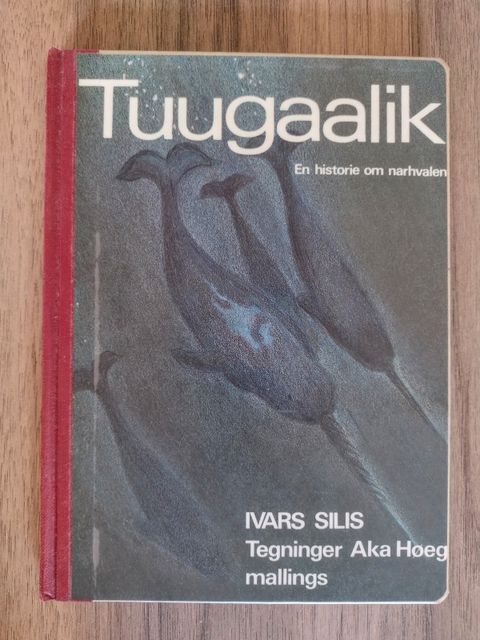 Tuugaalik
En historie om narhvalen
IVARS SILIS
Tegninger Aka Høeg
mallings